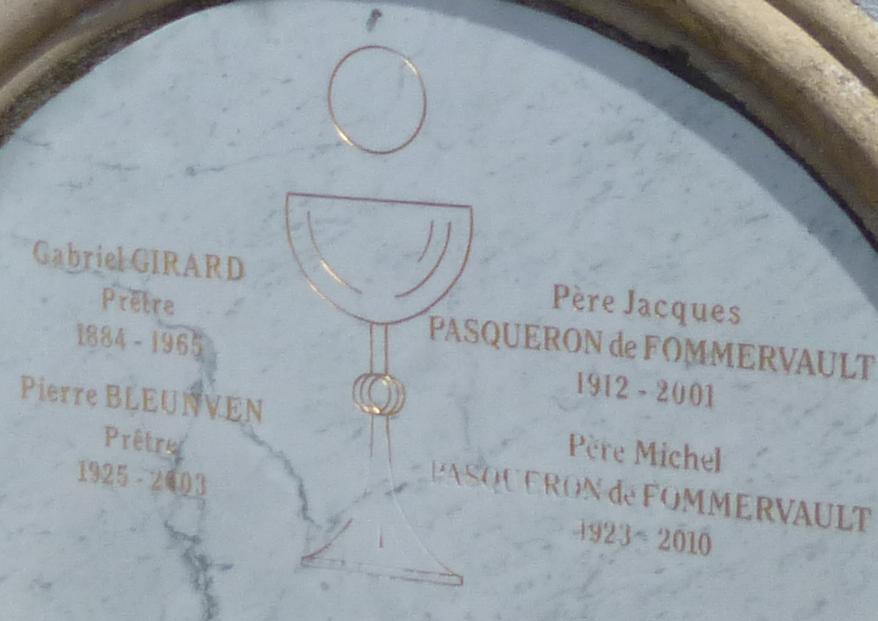 Gabriel GIRARD
Prêtre
1884 - 1965
Pierre BLEUNVEN
Prêtre
1925 - 2003
Père Jacques
PASQUERON de FOMMERVAULT
1912 - 2001
Père Michel
PASQUERON de FOMMERVAULT
1923 - 2010